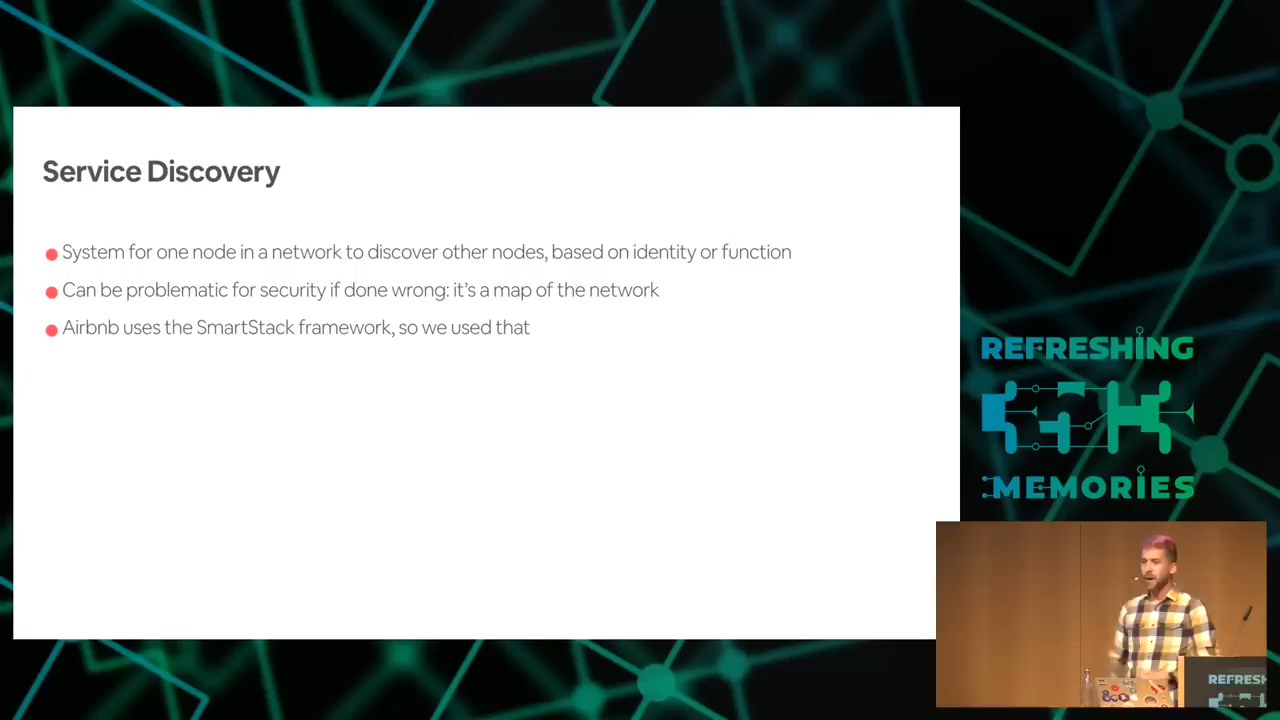 Service Discovery
System for one node in a network to discover other nodes, based on identity or function
Can be problematic for security if done wrong: it's a map of the network
Airbnb uses the SmartStack framework, so we used that
REFRESHING
MEMORIES
REFRESH